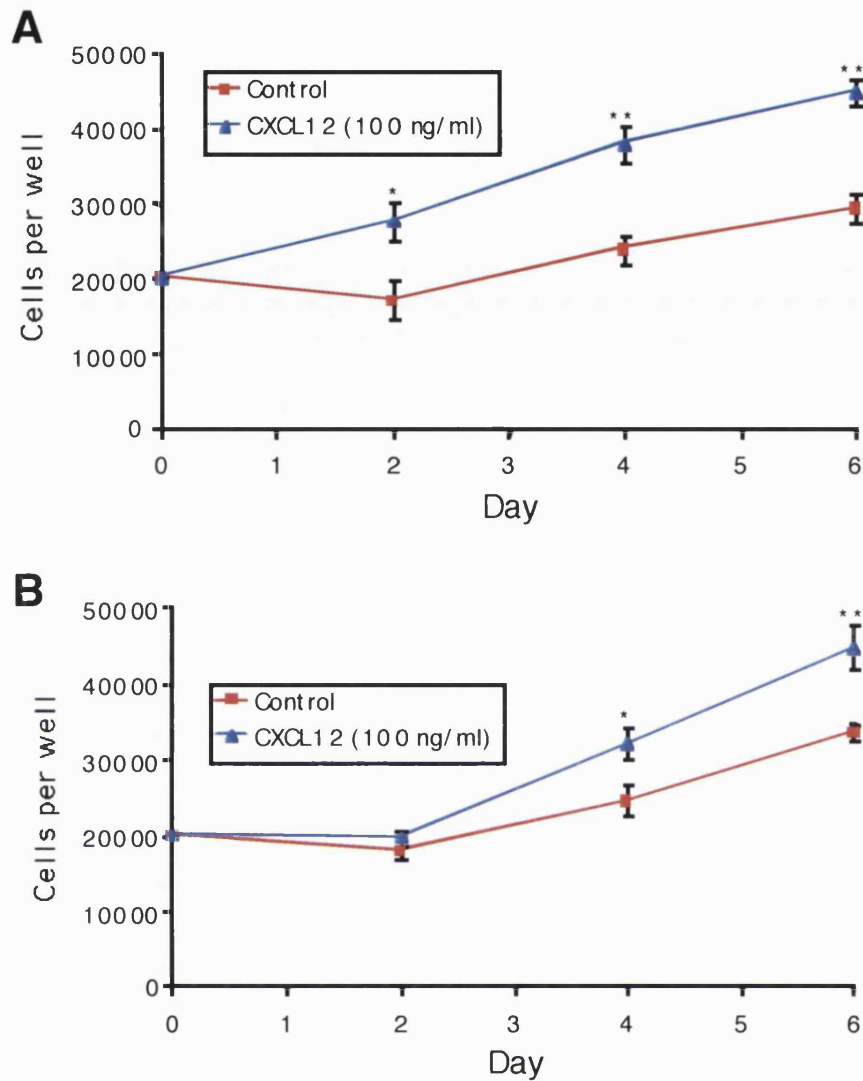 A
50000
40000
30000
20000
10000
0
Cells per well
Control
CXCL12 (100 ng/ml)
*
**
**
0 1 2 3 4 5 6
Day
B
50000
40000
30000
20000
10000
0
Cells per well
Control
CXCL12 (100 ng/ml)
*
**
0 1 2 3 4 5 6
Day